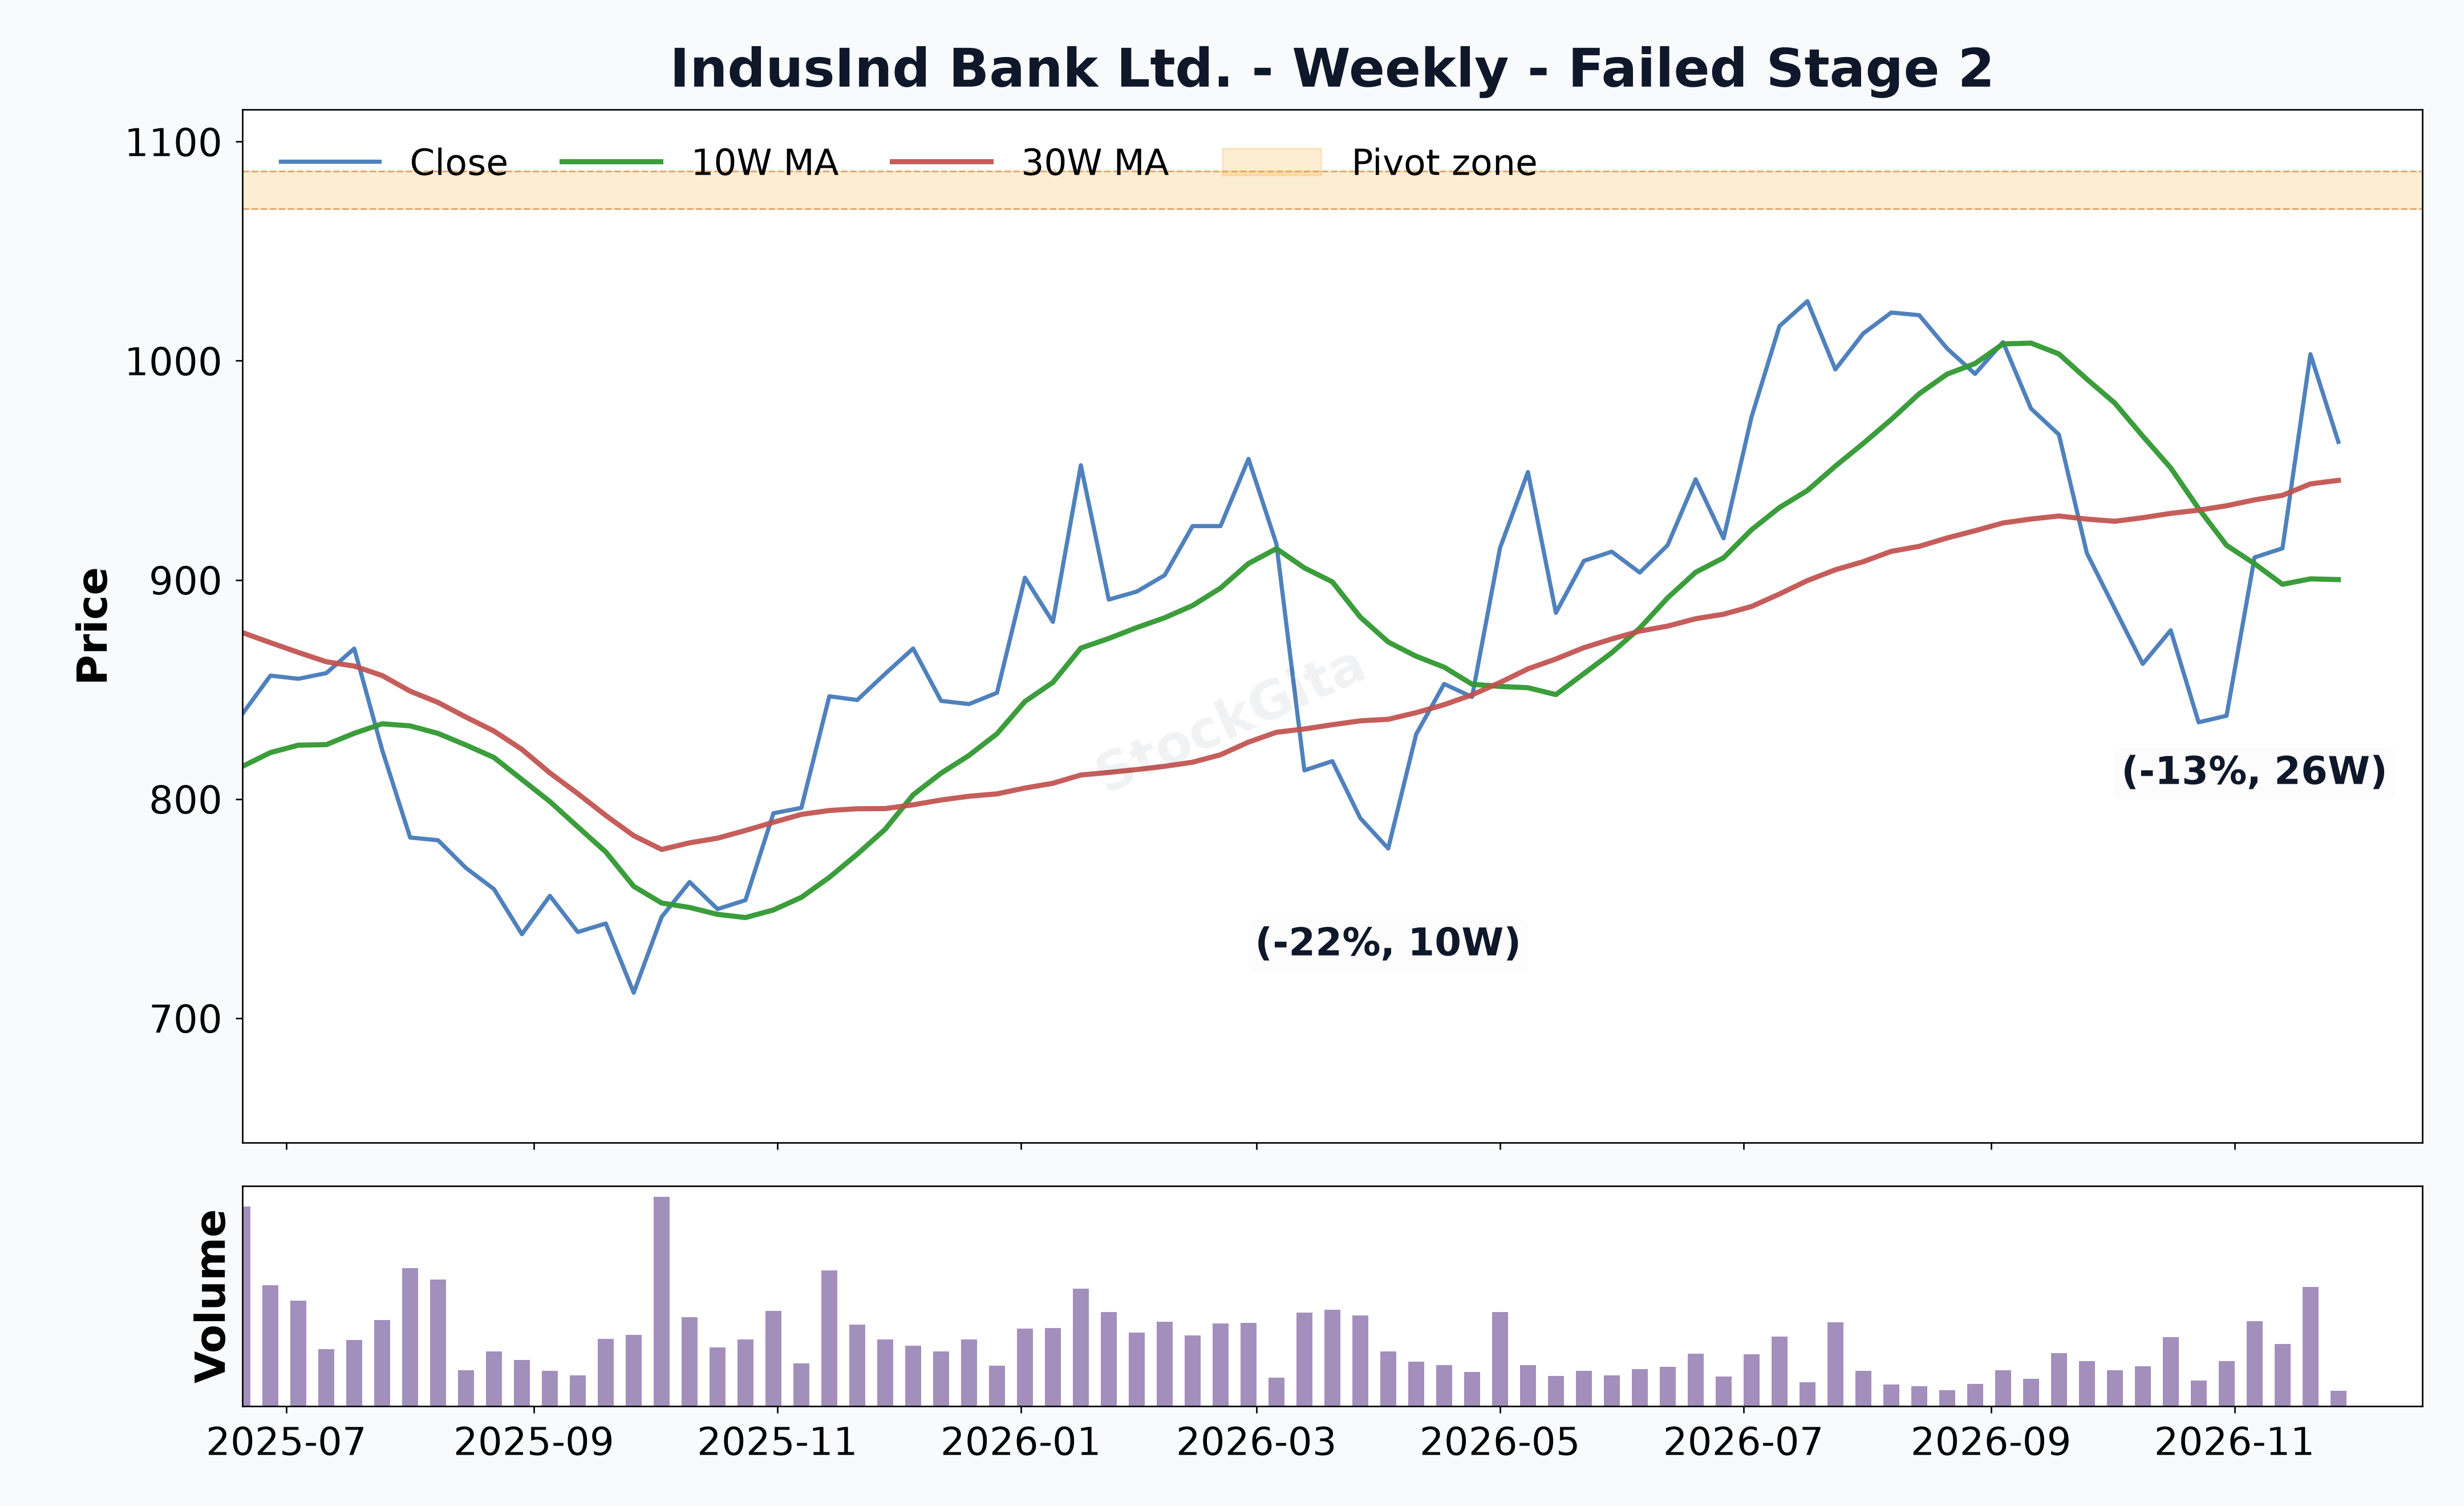 IndusInd Bank Ltd. - Weekly - Failed Stage 2
Close 10W MA 30W MA Pivot zone
1100
1000
900
800
700
Price
StockGita
(-13%, 26W)
(-22%, 10W)
Volume
2025-07 2025-09 2025-11 2026-01 2026-03 2026-05 2026-07 2026-09 2026-11